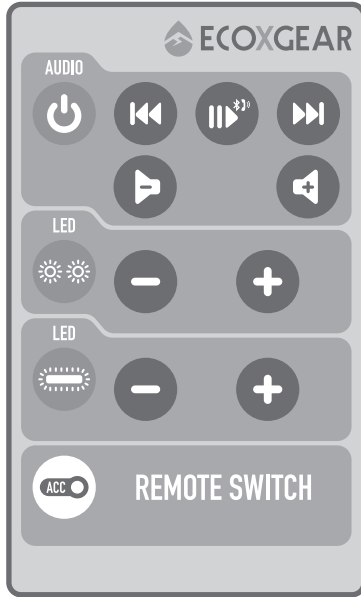 ECOXGEAR
AUDIO
LED
LED
ACC
REMOTE SWITCH